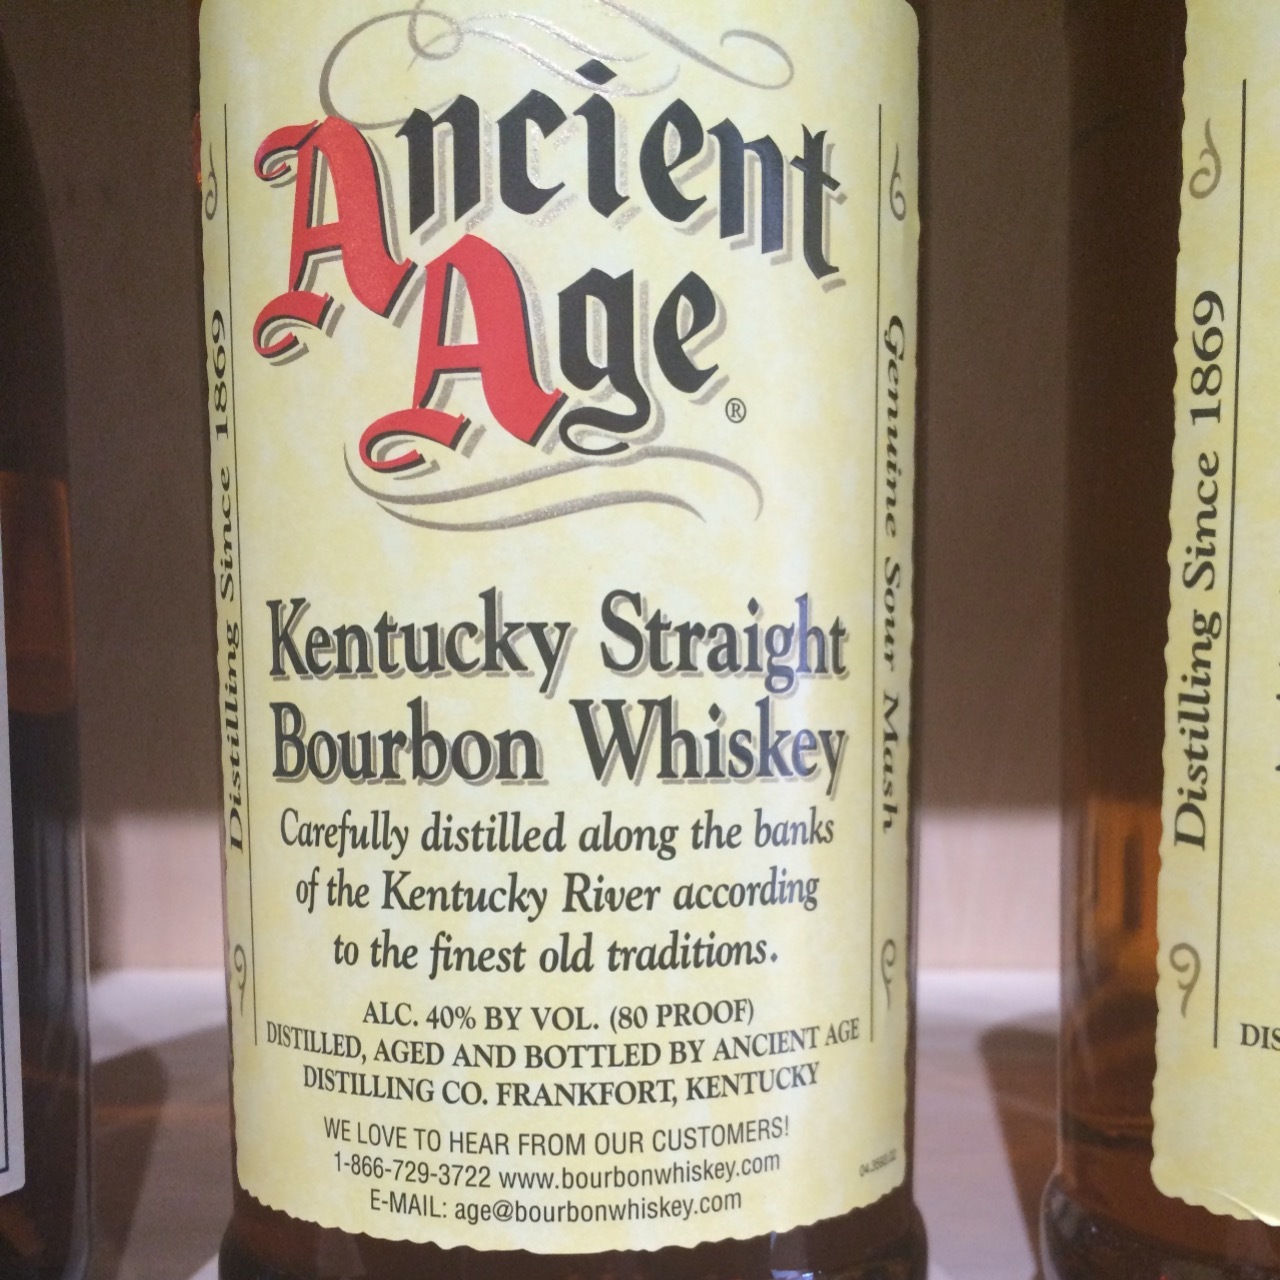 Ancient
Age
®
Distilling Since 1869
Genuine Sour Mash
Kentucky Straight
Bourbon Whiskey
Carefully distilled along the banks
of the Kentucky River according
to the finest old traditions.
ALC. 40% BY VOL. (80 PROOF)
DISTILLED, AGED AND BOTTLED BY ANCIENT AGE
DISTILLING CO. FRANKFORT, KENTUCKY
WE LOVE TO HEAR FROM OUR CUSTOMERS!
1-866-729-3722 www.bourbonwhiskey.com
E-MAIL: age@bourbonwhiskey.com
Distilling Since 1869
DIS